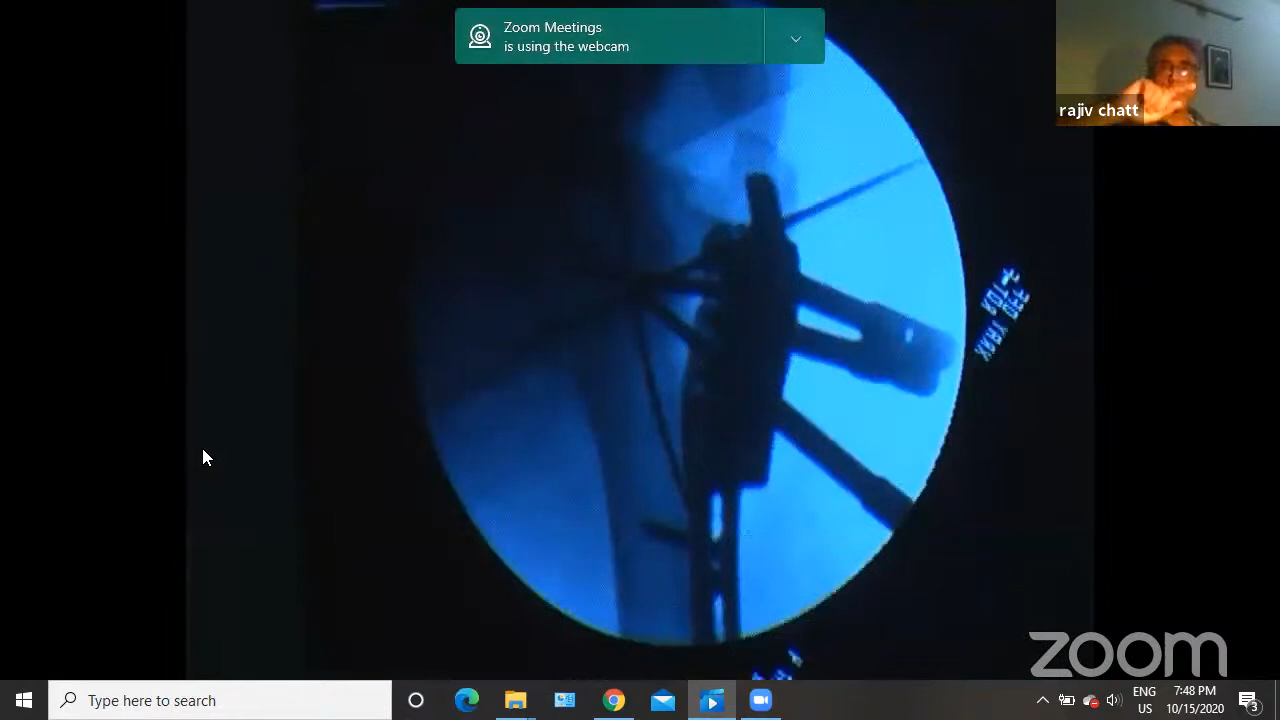 Zoom Meetings
is using the webcam
rajiv chatt
zoom
Type here to search
ENG
US
7:48 PM
10/15/2020
3